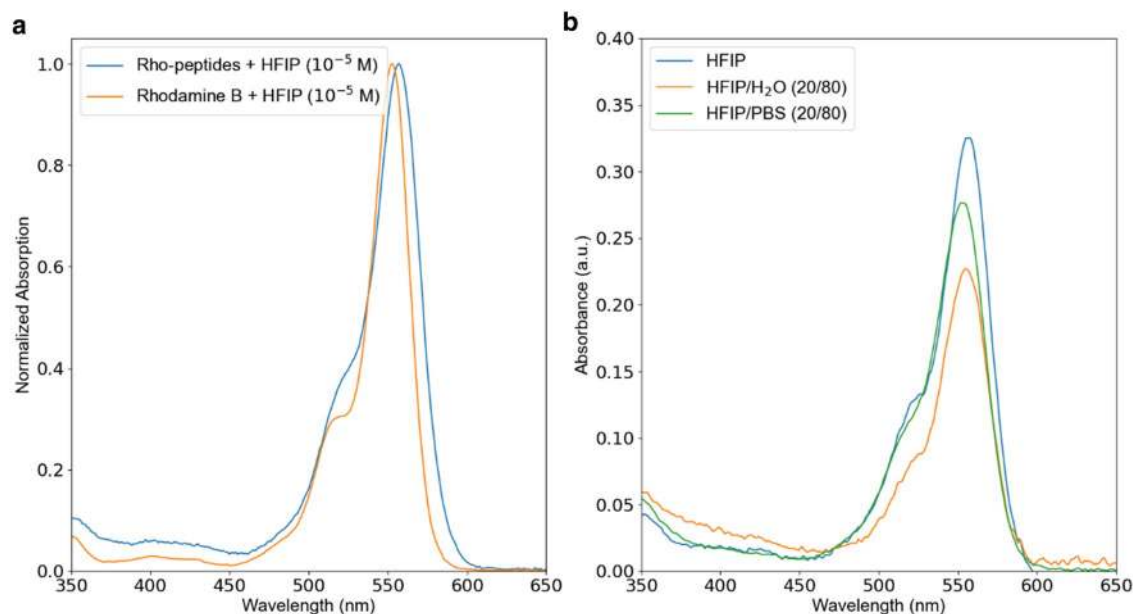 a
Rho-peptides + HFIP (10⁻⁵ M)
Rhodamine B + HFIP (10⁻⁵ M)
1.0
0.8
0.6
0.4
0.2
0.0
Normalized Absorption
350 400 450 500 550 600 650
Wavelength (nm)
b
HFIP
HFIP/H₂O (20/80)
HFIP/PBS (20/80)
0.40
0.35
0.30
0.25
0.20
0.15
0.10
0.05
0.00
Absorbance (a.u.)
350 400 450 500 550 600 650
Wavelength (nm)